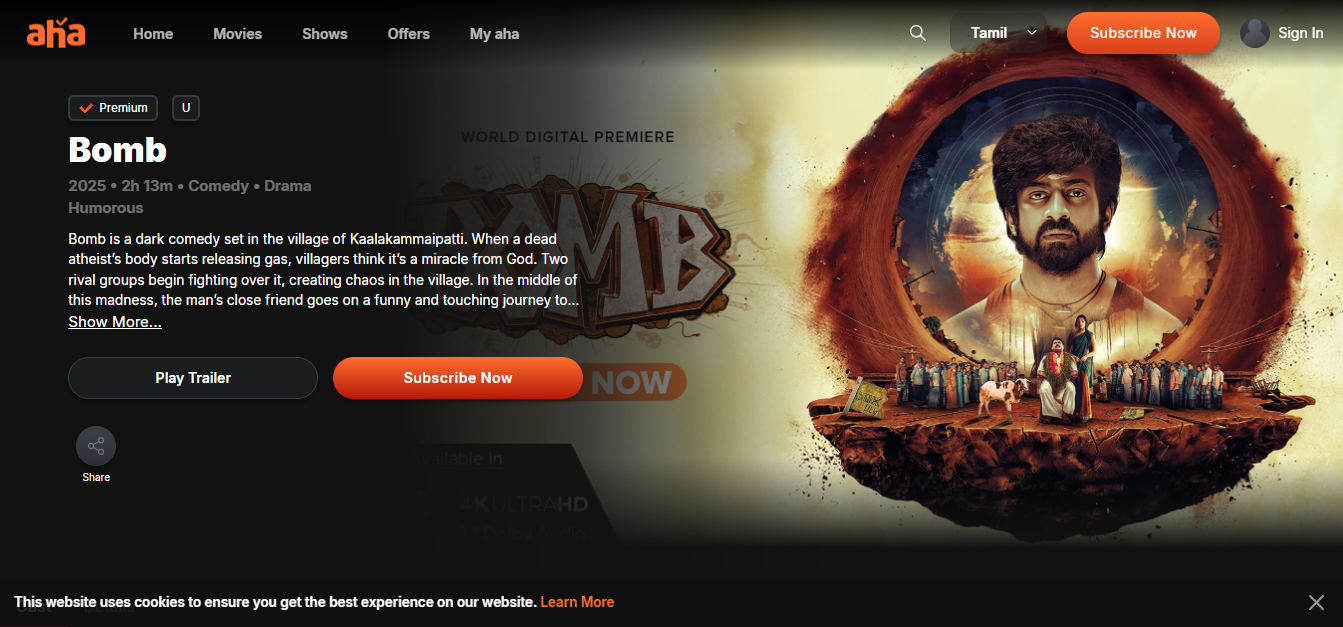 aha
Home
Movies
Shows
Offers
My aha
Tamil
Subscribe Now
Sign In
Premium
U
WORLD DIGITAL PREMIERE
Bomb
BOMB
2025 • 2h 13m • Comedy • Drama
Humorous
Bomb is a dark comedy set in the village of Kaalakammaipatti. When a dead
atheist's body starts releasing gas, villagers think it's a miracle from God. Two
rival groups begin fighting over it, creating chaos in the village. In the middle of
this madness, the man's close friend goes on a funny and touching journey to...
Show More...
Play Trailer
Subscribe Now
NOW
Share
available in
4K ULTRA HD
Dolby Audio
This website uses cookies to ensure you get the best experience on our website. Learn More